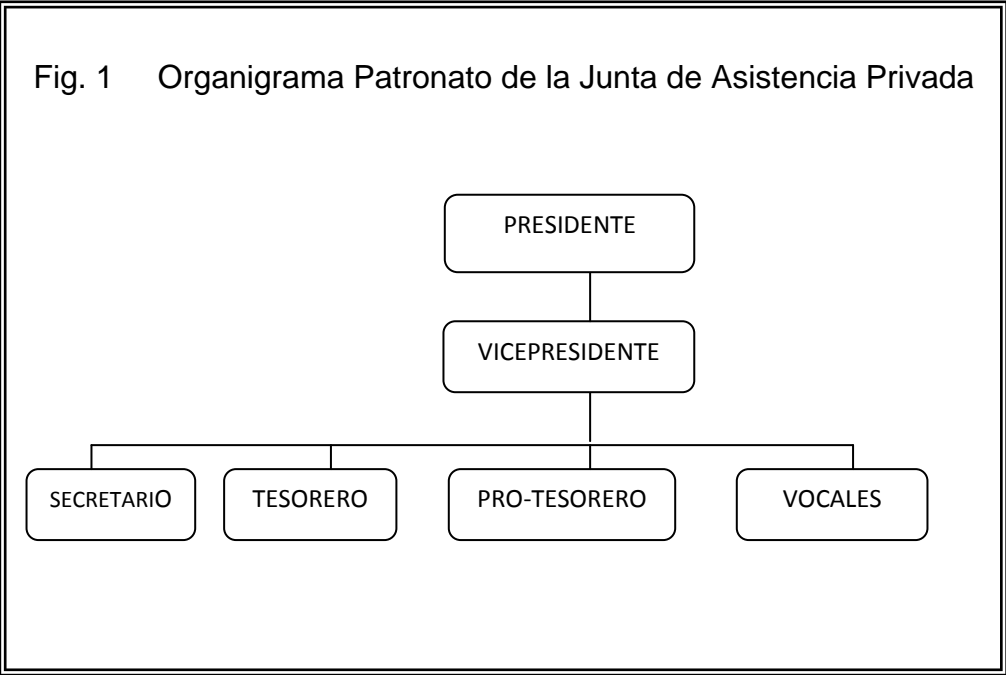 Fig. 1 Organigrama Patronato de la Junta de Asistencia Privada
PRESIDENTE
VICEPRESIDENTE
SECRETARIO
TESORERO
PRO-TESORERO
VOCALES